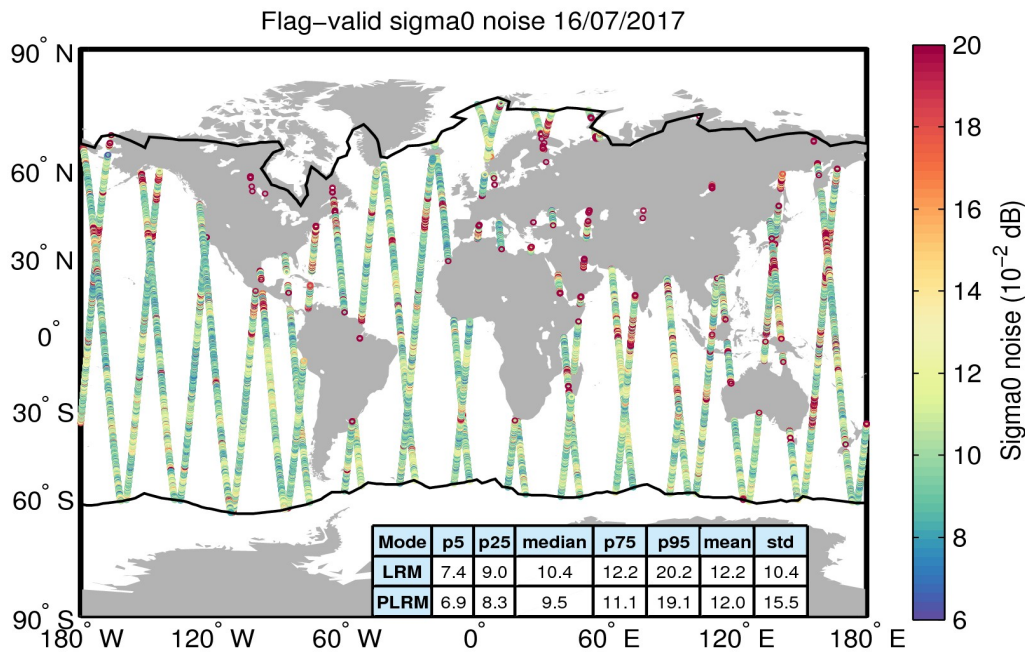 Flag−valid sigma0 noise 16/07/2017
90° N
60° N
30° N
0°
30° S
60° S
90° S
180° W 120° W 60° W 0° 60° E 120° E 180° E
Mode p5 p25 median p75 p95 mean std
LRM 7.4 9.0 10.4 12.2 20.2 12.2 10.4
PLRM 6.9 8.3 9.5 11.1 19.1 12.0 15.5
20
18
16
14
12
10
8
6
Sigma0 noise (10⁻² dB)